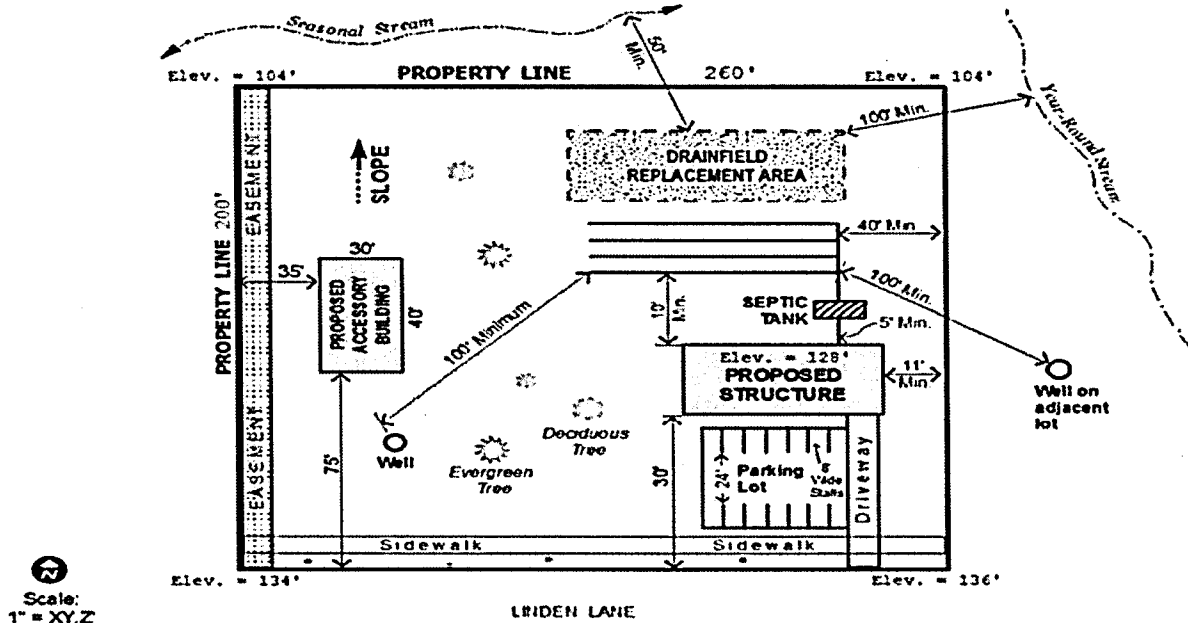 Seasonal Stream
50'
Min.
Elev. = 104'
PROPERTY LINE
260'
Elev. = 104'
100' Min.
Year-Round Stream
EASEMENT
SLOPE
DRAINFIELD
REPLACEMENT AREA
PROPERTY LINE 200'
30'
40' Min
35'
PROPOSED
ACCESSORY
BUILDING
40'
100' Minimum
10'
Min.
SEPTIC
TANK
100' Min.
5' Min.
Elev. = 128'
PROPOSED
STRUCTURE
11'
Min
Well on
adjacent
lot
Deciduous
Tree
Well
Evergreen
Tree
75'
30'
24'
Parking
Lot
8'
Wide
Stalls
Driveway
EASEMENT
Sidewalk
Sidewalk
Elev. = 134'
Elev. = 136'
N
Scale:
1" = XY.Z'
LINDEN LANE